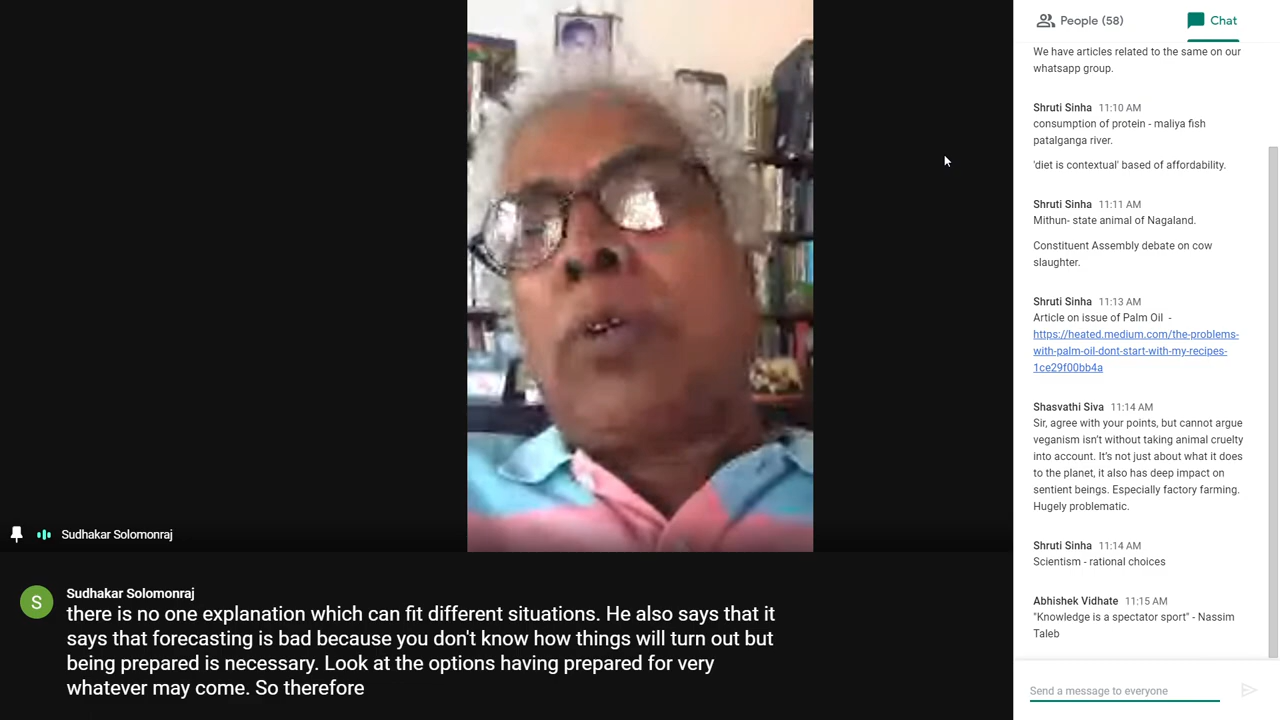 People (58)
Chat
We have articles related to the same on our
whatsapp group.
Shruti Sinha 11:10 AM
consumption of protein - maliya fish
patalganga river.
'diet is contextual' based of affordability.
Shruti Sinha 11:11 AM
Mithun- state animal of Nagaland.
Constituent Assembly debate on cow
slaughter.
Shruti Sinha 11:13 AM
Article on issue of Palm Oil -
https://heated.medium.com/the-problems-
with-palm-oil-dont-start-with-my-recipes-
1ce29f00bb4a
Shasvathi Siva 11:14 AM
Sir, agree with your points, but cannot argue
veganism isn't without taking animal cruelty
into account. It's not just about what it does
to the planet, it also has deep impact on
sentient beings. Especially factory farming.
Hugely problematic.
Shruti Sinha 11:14 AM
Scientism - rational choices
Abhishek Vidhate 11:15 AM
"Knowledge is a spectator sport" - Nassim
Taleb
Send a message to everyone
Sudhakar Solomonraj
S
Sudhakar Solomonraj
there is no one explanation which can fit different situations. He also says that it
says that forecasting is bad because you don't know how things will turn out but
being prepared is necessary. Look at the options having prepared for very
whatever may come. So therefore